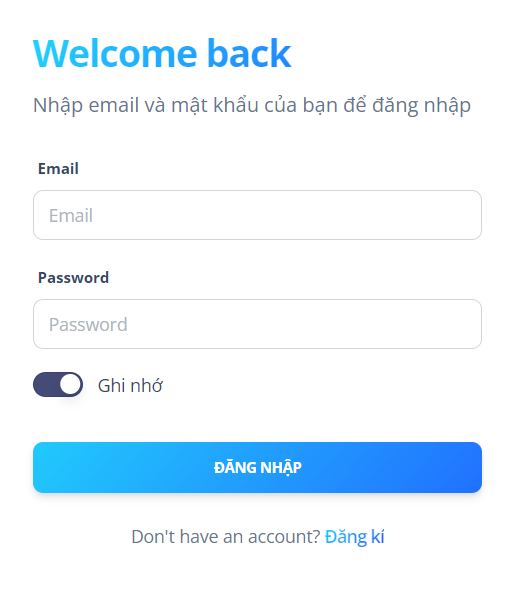 Welcome back
Nhập email và mật khẩu của bạn để đăng nhập
Email
Email
Password
Password
Ghi nhớ
ĐĂNG NHẬP
Don't have an account? Đăng kí